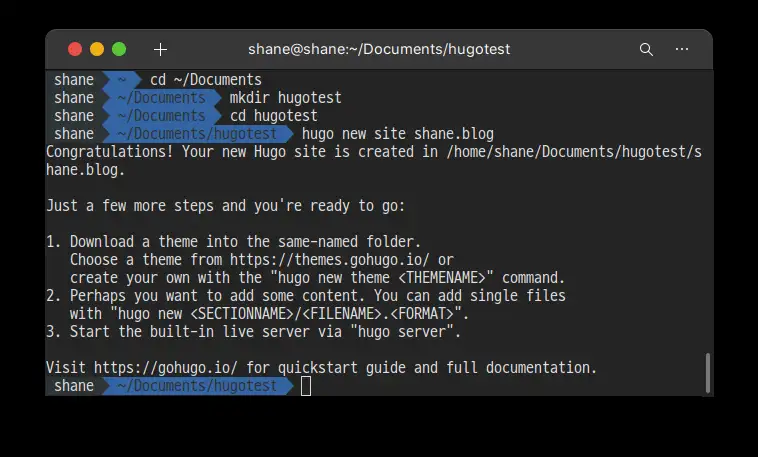 shane@shane:~/Documents/hugotest
shane ~ cd ~/Documents
shane ~/Documents mkdir hugotest
shane ~/Documents cd hugotest
shane ~/Documents/hugotest hugo new site shane.blog
Congratulations! Your new Hugo site is created in /home/shane/Documents/hugotest/s
hane.blog.
Just a few more steps and you're ready to go:
1. Download a theme into the same-named folder.
Choose a theme from https://themes.gohugo.io/ or
create your own with the "hugo new theme <THEMENAME>" command.
2. Perhaps you want to add some content. You can add single files
with "hugo new <SECTIONNAME>/<FILENAME>.<FORMAT>".
3. Start the built-in live server via "hugo server".
Visit https://gohugo.io/ for quickstart guide and full documentation.
shane ~/Documents/hugotest